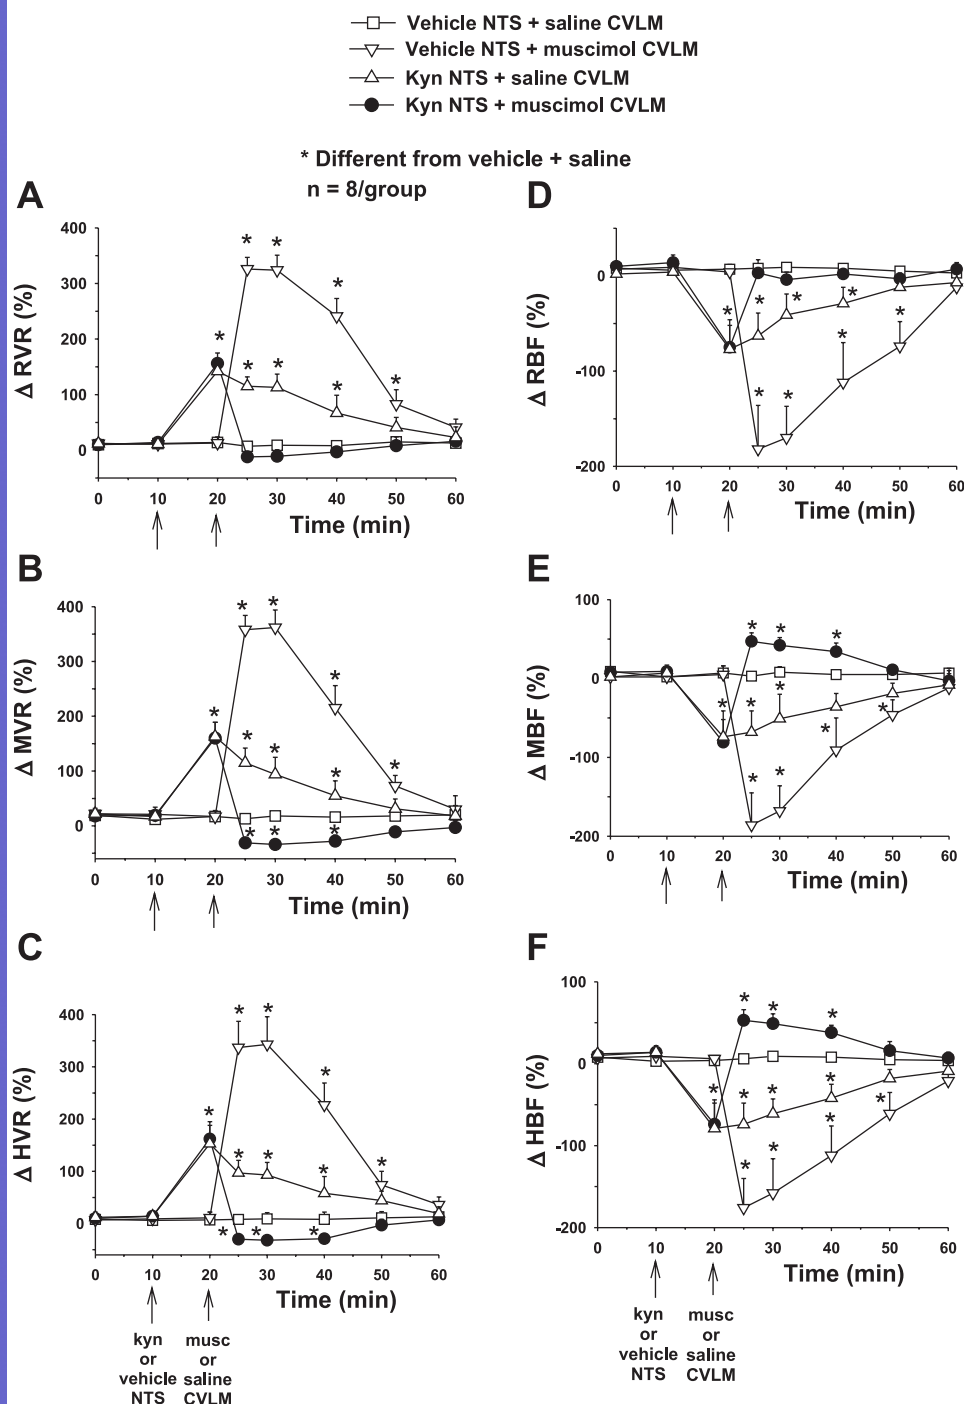 Vehicle NTS + saline CVLM
Vehicle NTS + muscimol CVLM
Kyn NTS + saline CVLM
Kyn NTS + muscimol CVLM
* Different from vehicle + saline
n = 8/group
A
Δ RVR (%)
400
300
200
100
0
0 10 20 30 40 50 60
Time (min)
* * * * * * * *
D
Δ RBF (%)
0
-100
-200
0 10 20 30 40 50 60
Time (min)
* * * * * * * *
B
Δ MVR (%)
400
300
200
100
0
0 10 20 30 40 50 60
Time (min)
* * * * * * * * * * *
E
Δ MBF (%)
100
0
-100
-200
0 10 20 30 40 50 60
Time (min)
* * * * * * * * * *
C
Δ HVR (%)
400
300
200
100
0
0 10 20 30 40 50 60
Time (min)
* * * * * * * * * * *
kyn
or
vehicle
NTS
musc
or
saline
CVLM
F
Δ HBF (%)
100
0
-100
-200
0 10 20 30 40 50 60
Time (min)
* * * * * * * * * * *
kyn
or
vehicle
NTS
musc
or
saline
CVLM